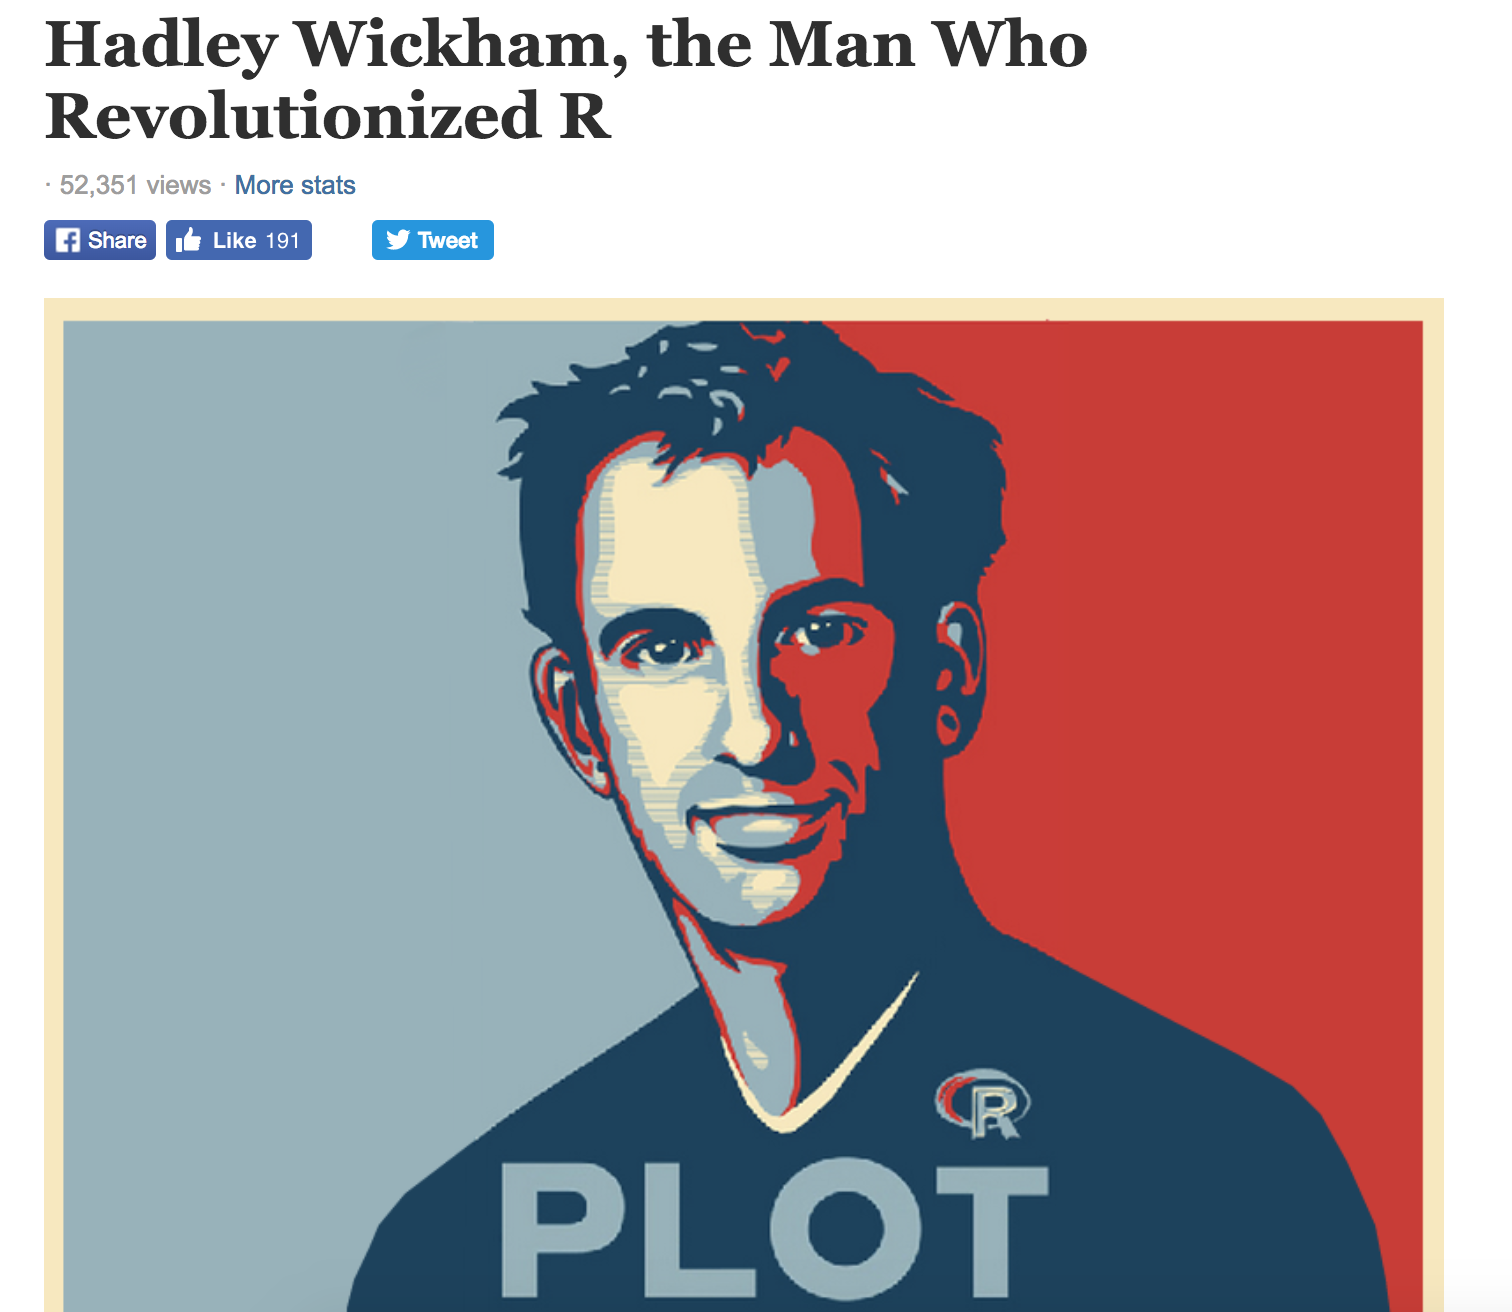 Hadley Wickham, the Man Who
Revolutionized R
· 52,351 views · More stats
Share Like 191 Tweet
R
PLOT